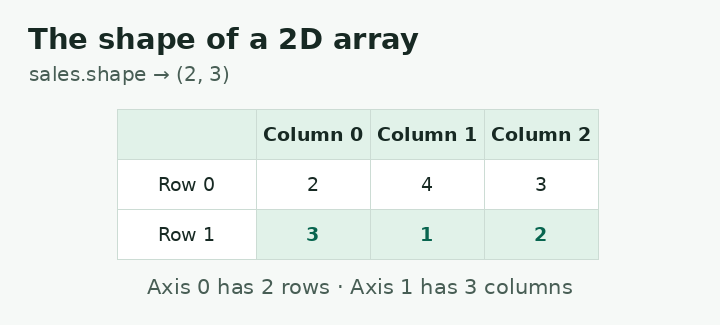 The shape of a 2D array
sales.shape → (2, 3)
Column 0 Column 1 Column 2
Row 0 2 4 3
Row 1 3 1 2
Axis 0 has 2 rows · Axis 1 has 3 columns